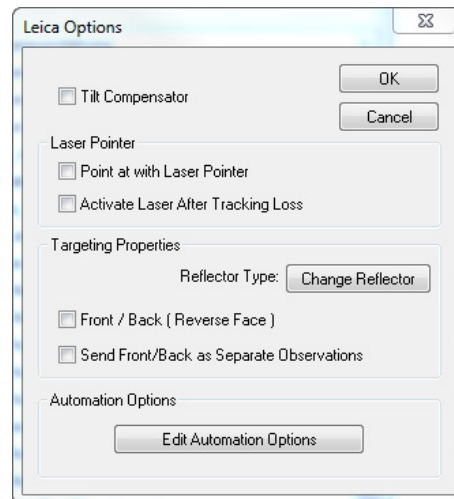 Leica Options
OK
Tilt Compensator
Cancel
Laser Pointer
Point at with Laser Pointer
Activate Laser After Tracking Loss
Targeting Properties
Reflector Type: Change Reflector
Front / Back ( Reverse Face )
Send Front/Back as Separate Observations
Automation Options
Edit Automation Options